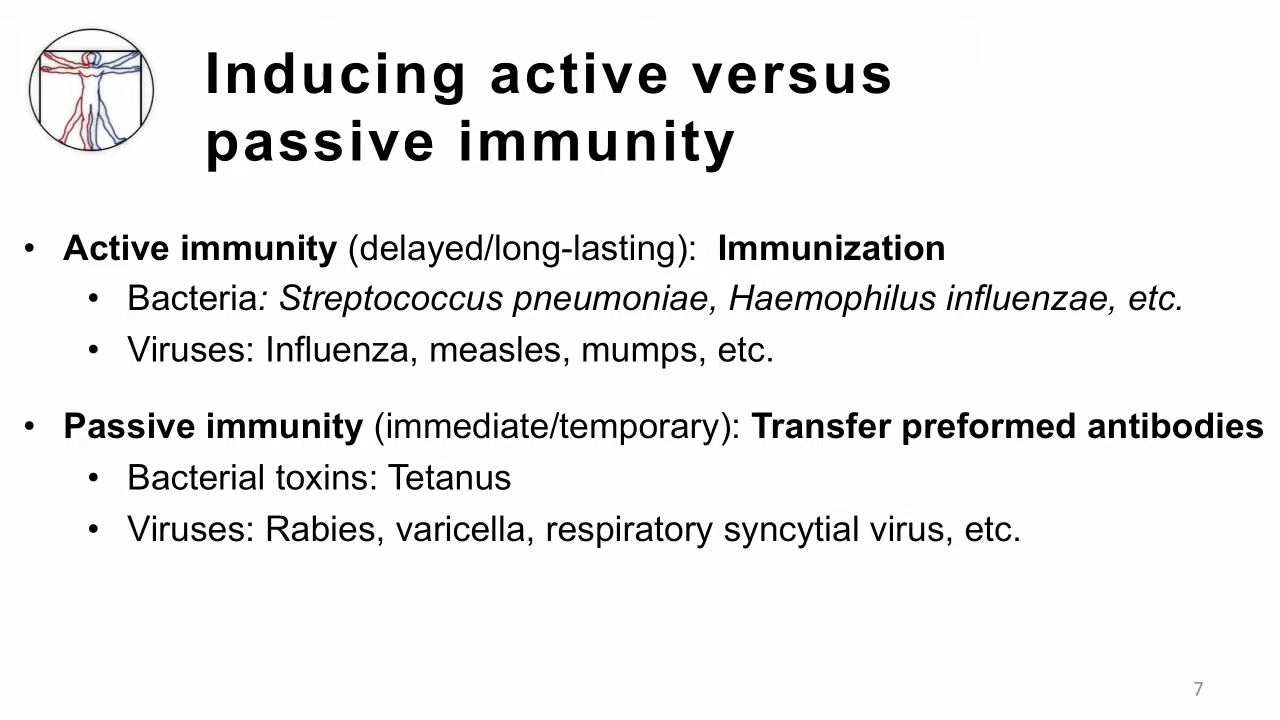 Inducing active versus
passive immunity
• Active immunity (delayed/long-lasting): Immunization
• Bacteria: Streptococcus pneumoniae, Haemophilus influenzae, etc.
• Viruses: Influenza, measles, mumps, etc.
• Passive immunity (immediate/temporary): Transfer preformed antibodies
• Bacterial toxins: Tetanus
• Viruses: Rabies, varicella, respiratory syncytial virus, etc.
7